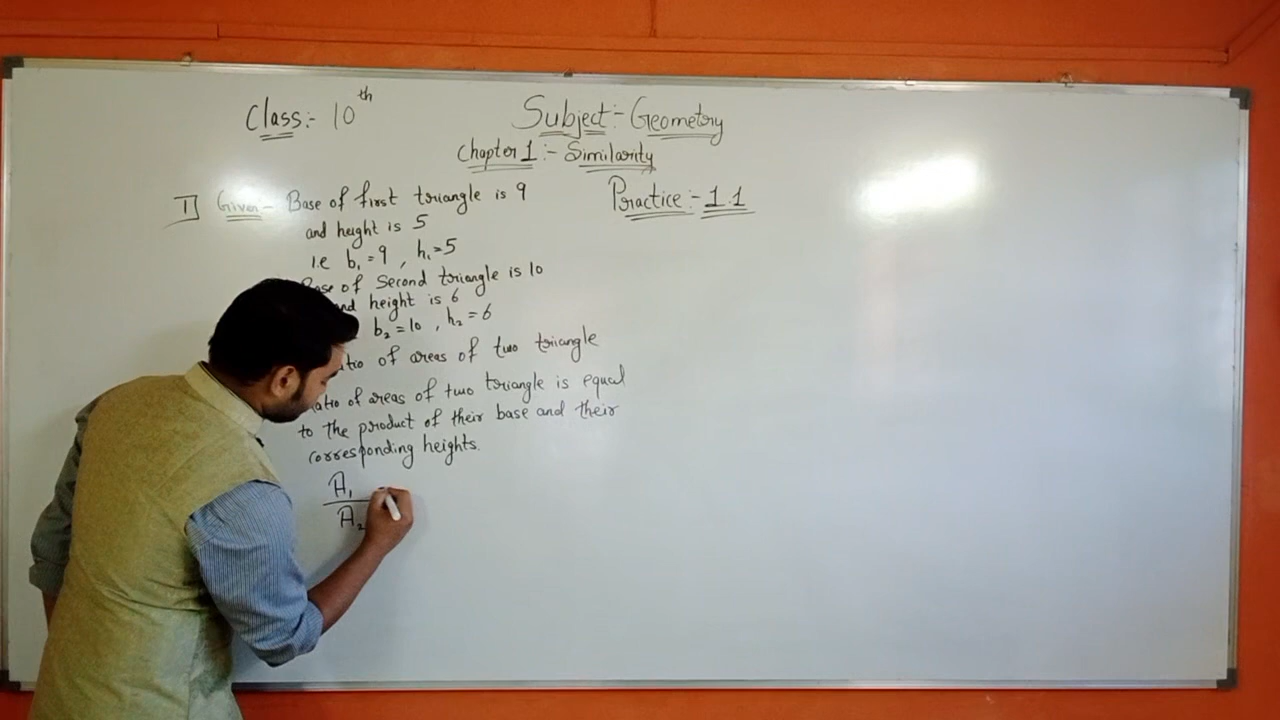 Class:- 10th
Subject:- Geometry
Chapter 1:- Similarity
Practice:- 1.1
1] Given:- Base of first triangle is 9
and height is 5
i.e b₁ = 9 , h₁ = 5
of Second triangle is 10
height is 6
b₂ = 10 , h₂ = 6
of areas of two triangle
of areas of two triangle is equal
to the product of their base and their
corresponding heights.
A₁
A₂